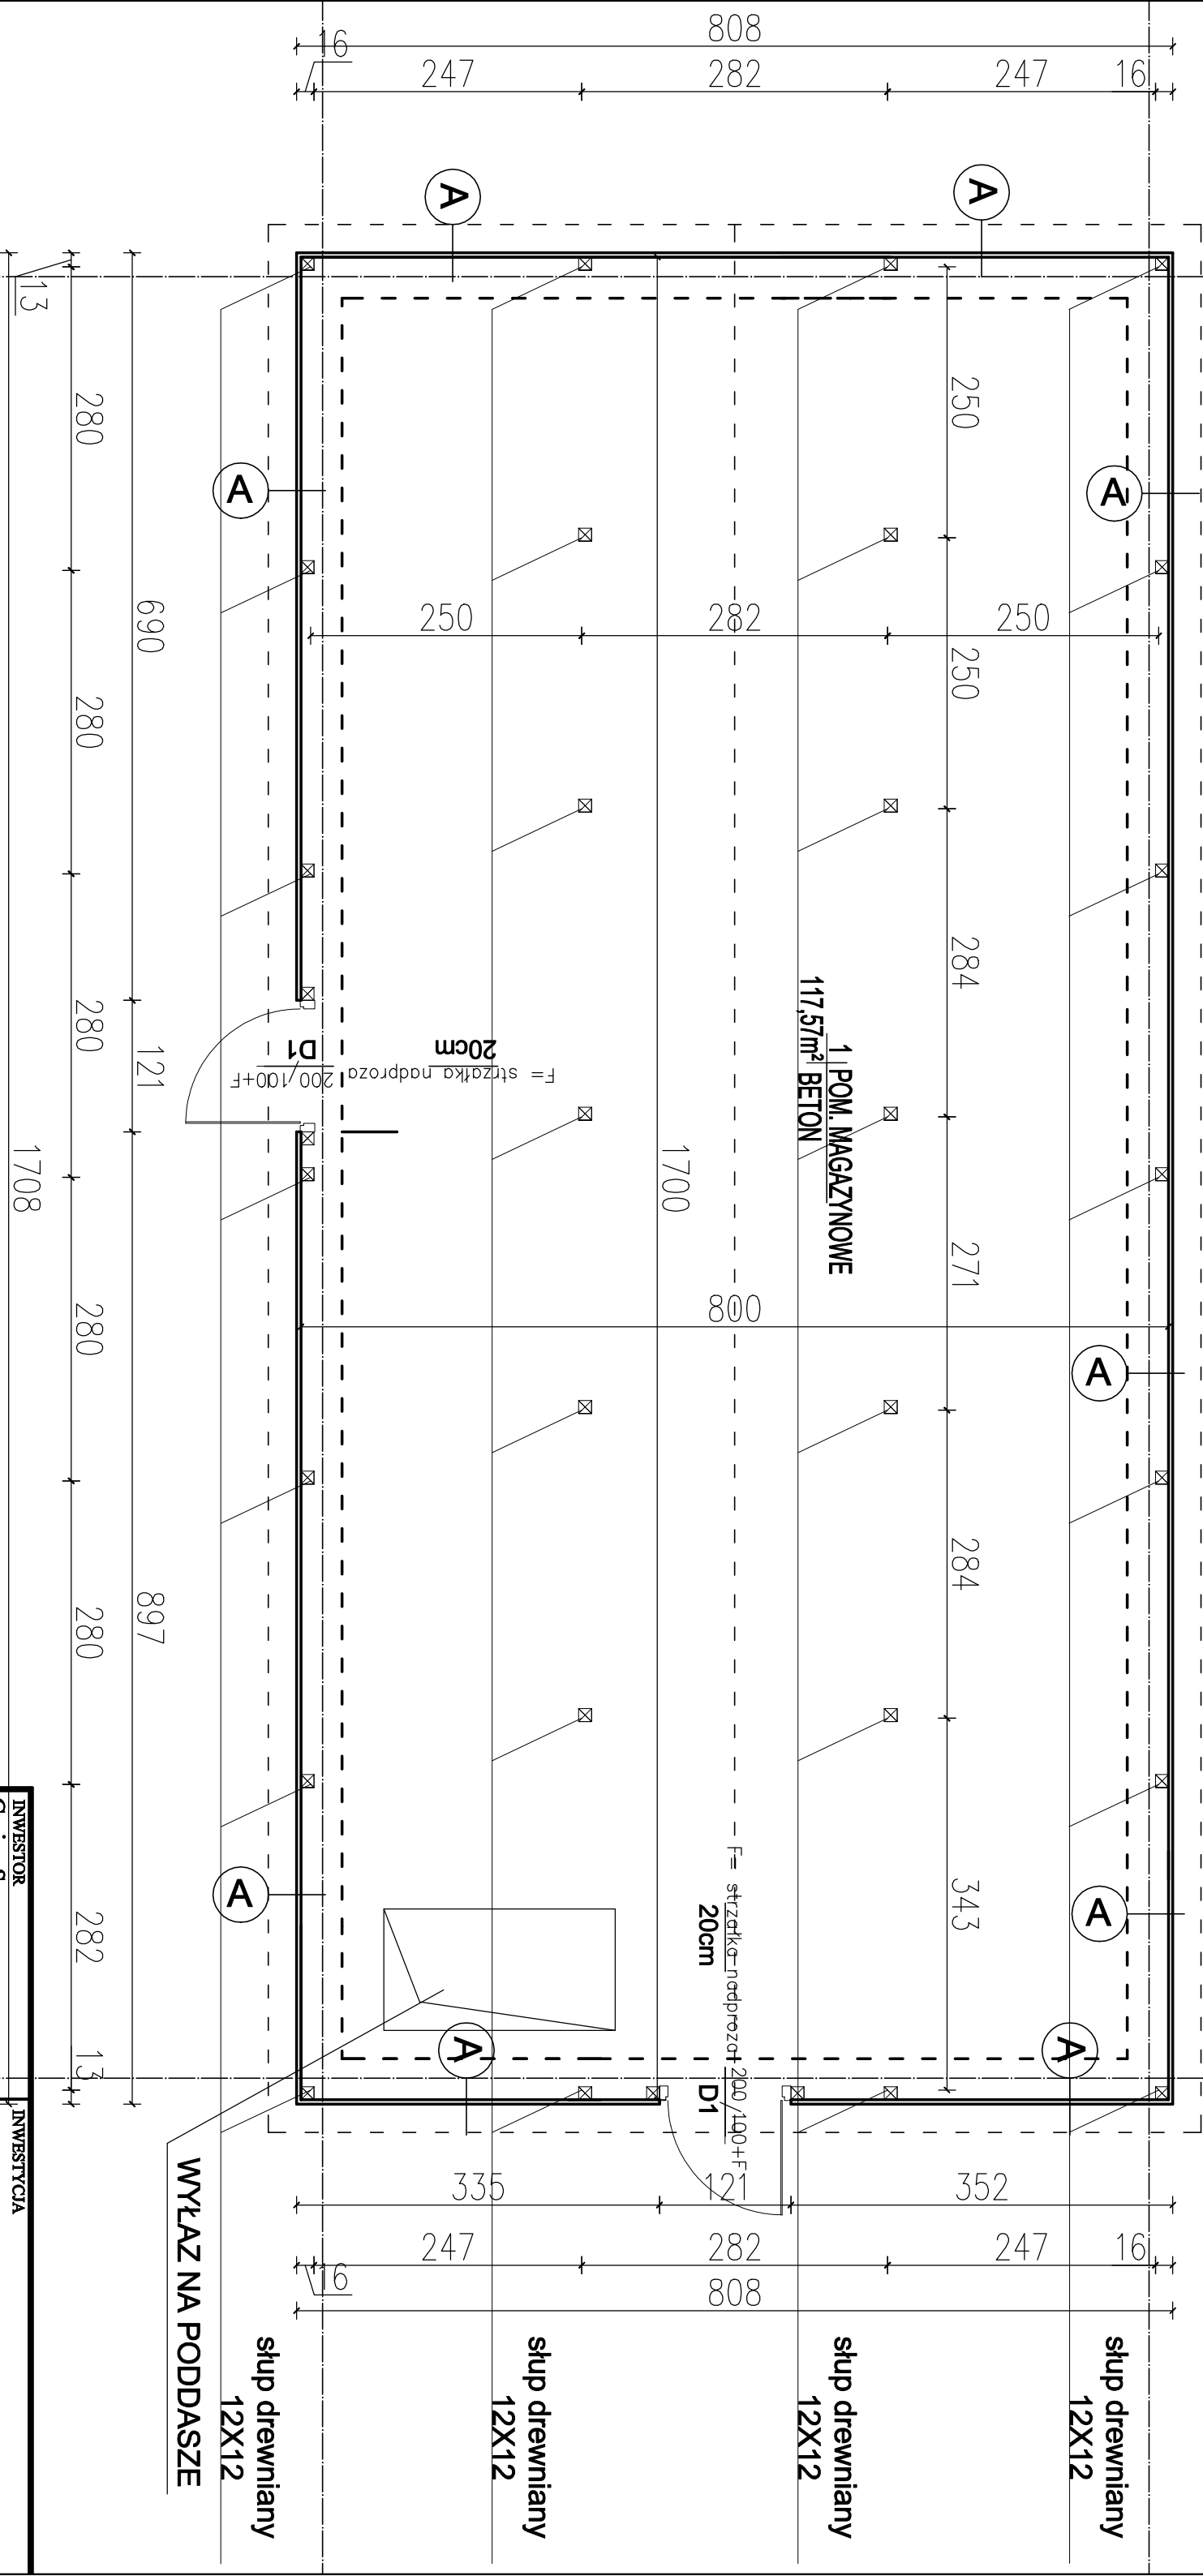 808
16
247
282
247
16
A
A
13
280
280
280
280
280
282
13
690
121
897
1708
A
A
250
250
284
271
284
343
250
282
250
1 POM. MAGAZYNOWE
117,57m² BETON
1700
800
D1
200/100+F
F= strzałka nadproza
20cm
A
A
A
F= strzałka nadproza
20cm
200/100+F
D1
A
A
335
121
352
247
282
247
16
16
808
WYŁAZ NA PODDASZE
słup drewniany
12X12
słup drewniany
12X12
słup drewniany
12X12
słup drewniany
12X12
INWESTOR
INWESTYCJA